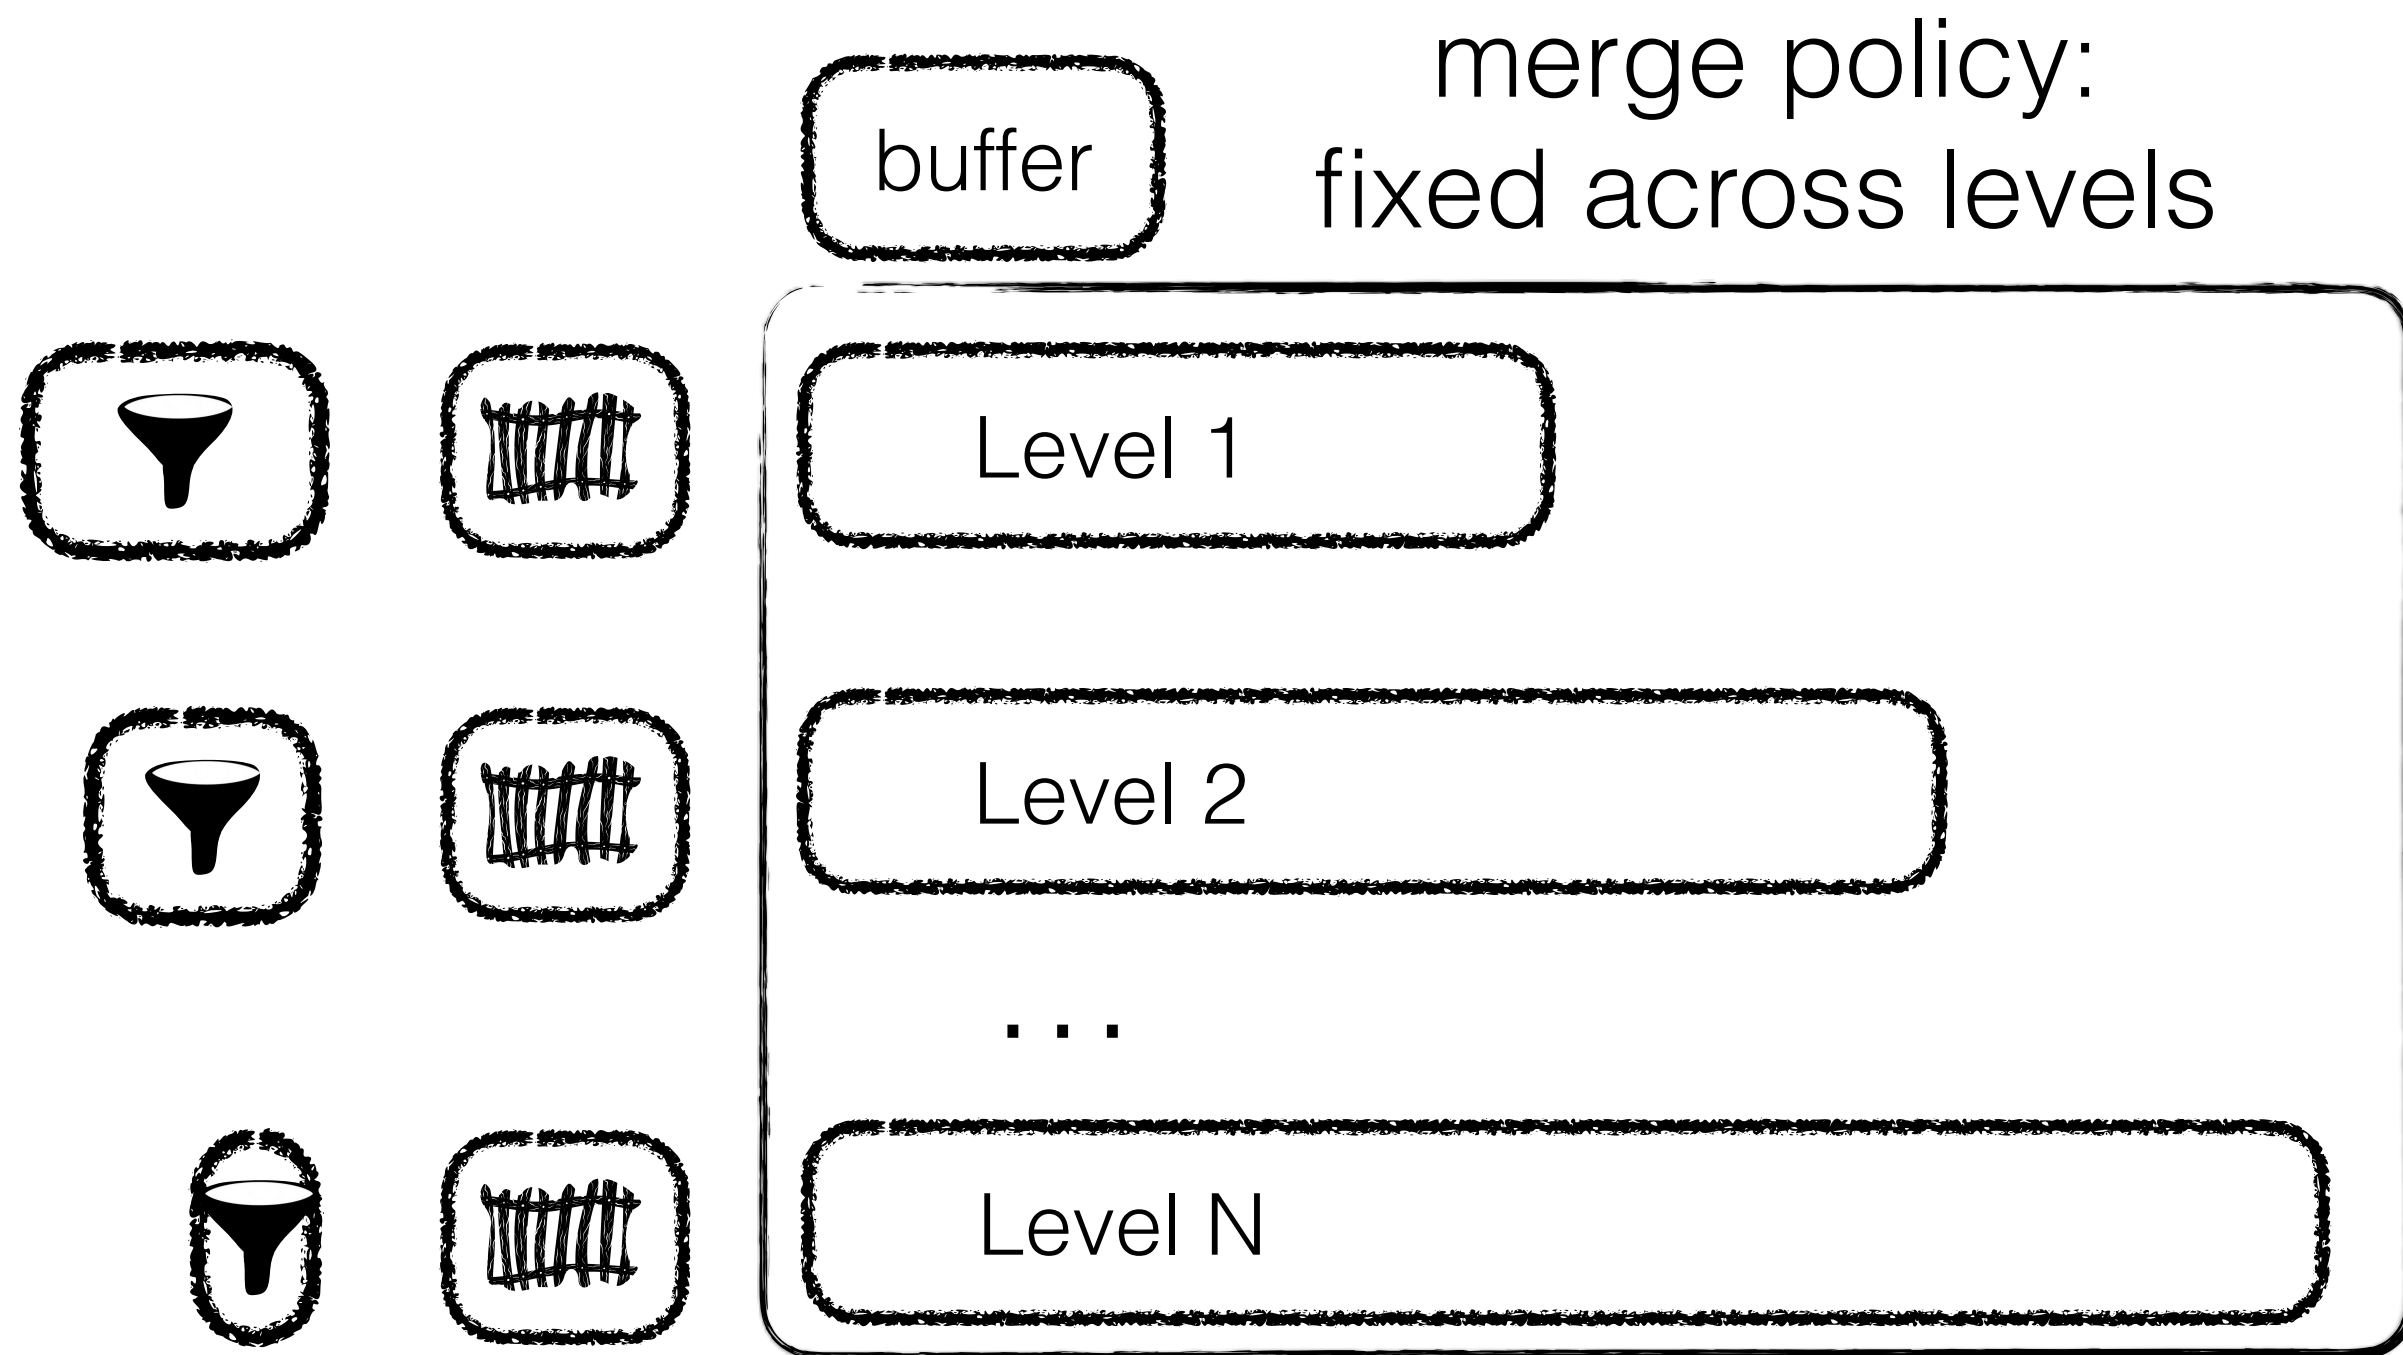 merge policy:
fixed across levels
buffer
Level 1
Level 2
...
Level N